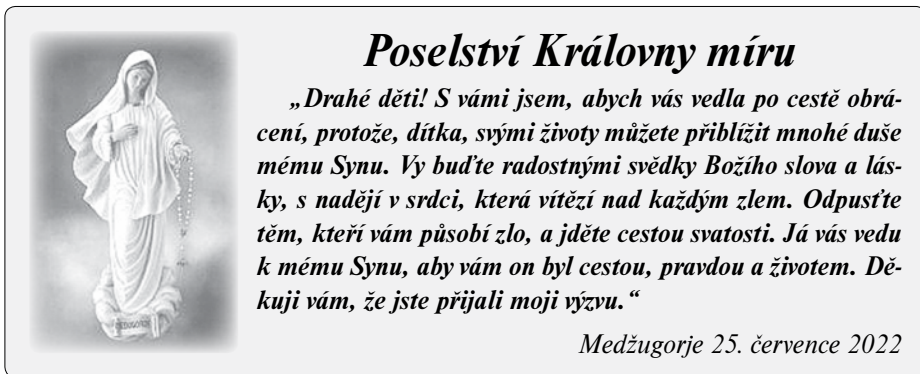 Poselství Královny míru
„Drahé děti! S vámi jsem, abych vás vedla po cestě obrá-
cení, protože, dítka, svými životy můžete přiblížit mnohé duše
mému Synu. Vy buďte radostnými svědky Božího slova a lás-
ky, s nadějí v srdci, která vítězí nad každým zlem. Odpusťte
těm, kteří vám působí zlo, a jděte cestou svatosti. Já vás vedu
k mému Synu, aby vám on byl cestou, pravdou a životem. Dě-
kuji vám, že jste přijali moji výzvu.“
Medžugorje 25. července 2022